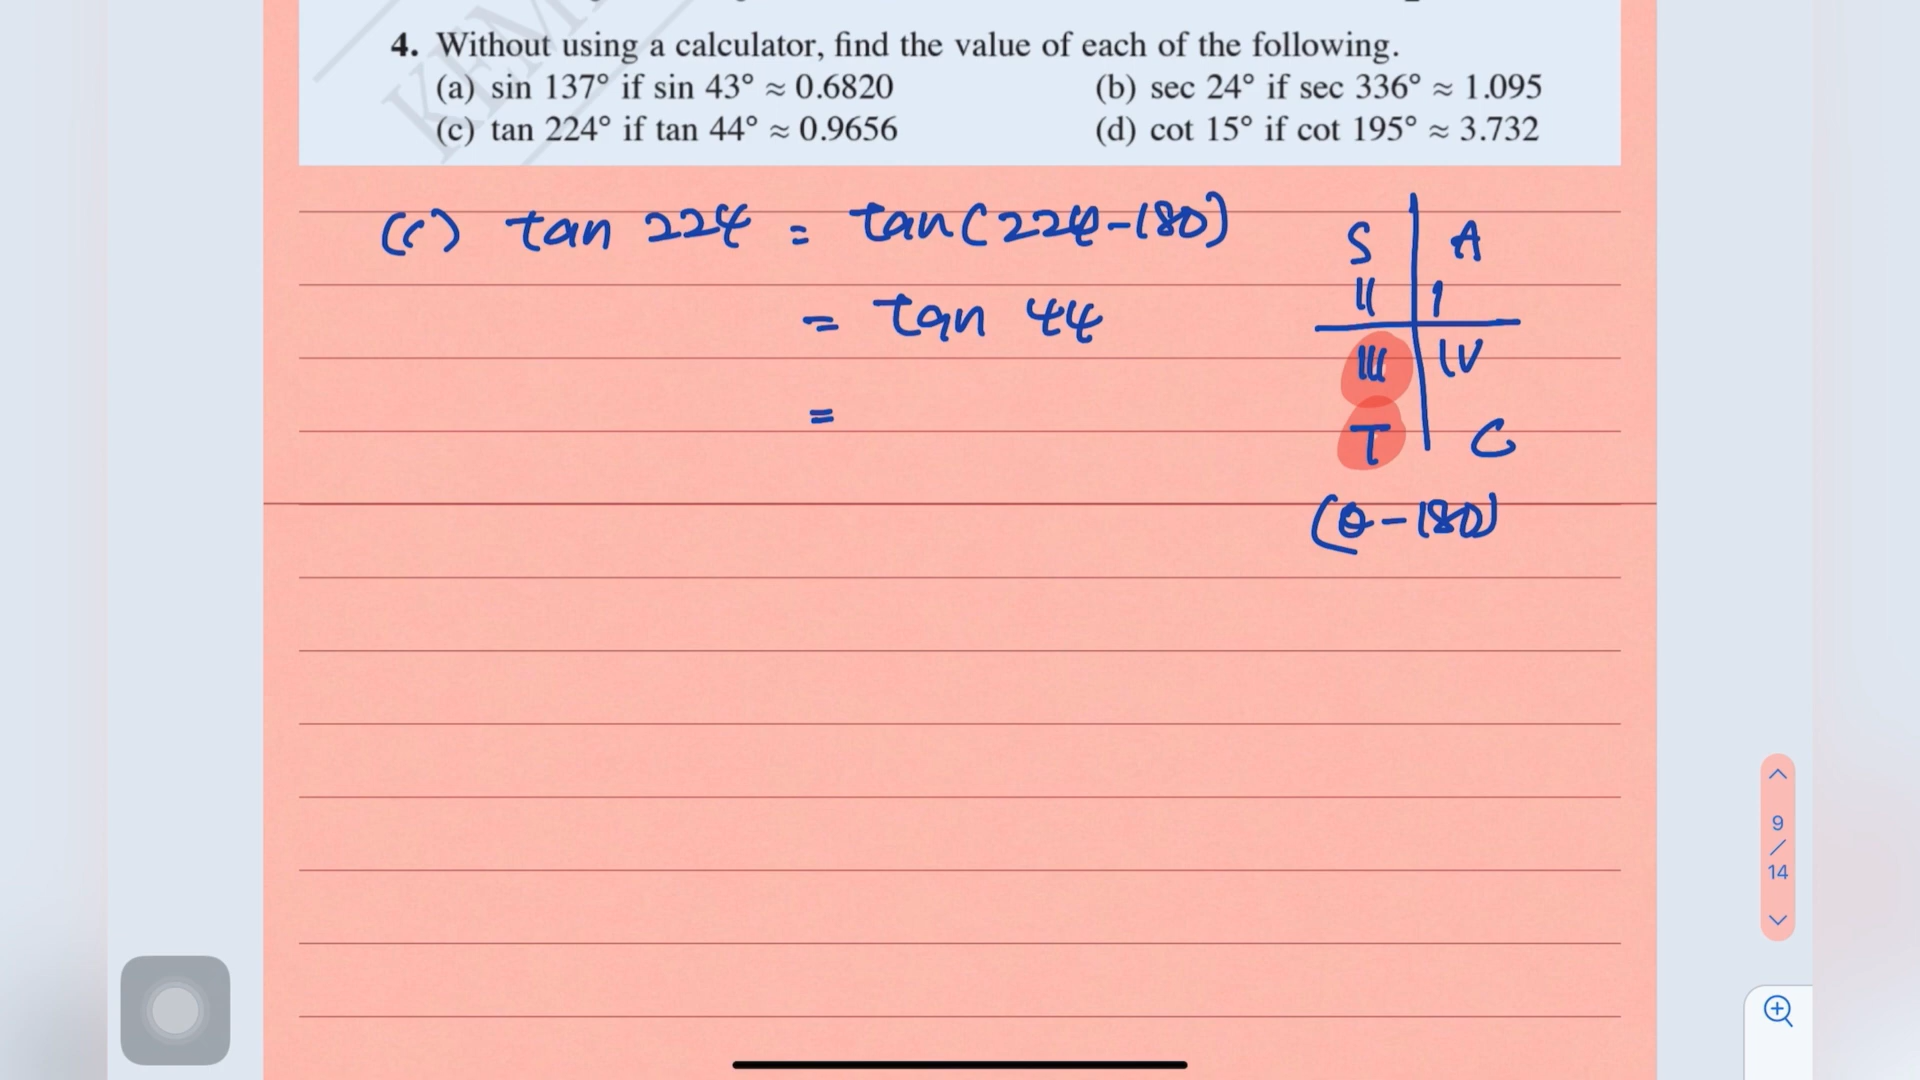 4. Without using a calculator, find the value of each of the following.
(a) sin 137° if sin 43° ≈ 0.6820 (b) sec 24° if sec 336° ≈ 1.095
(c) tan 224° if tan 44° ≈ 0.9656 (d) cot 15° if cot 195° ≈ 3.732
(c) tan 224 = tan(224-180)
= tan 44
=
S A
II I
III IV
T C
(θ-180)
9
/
14